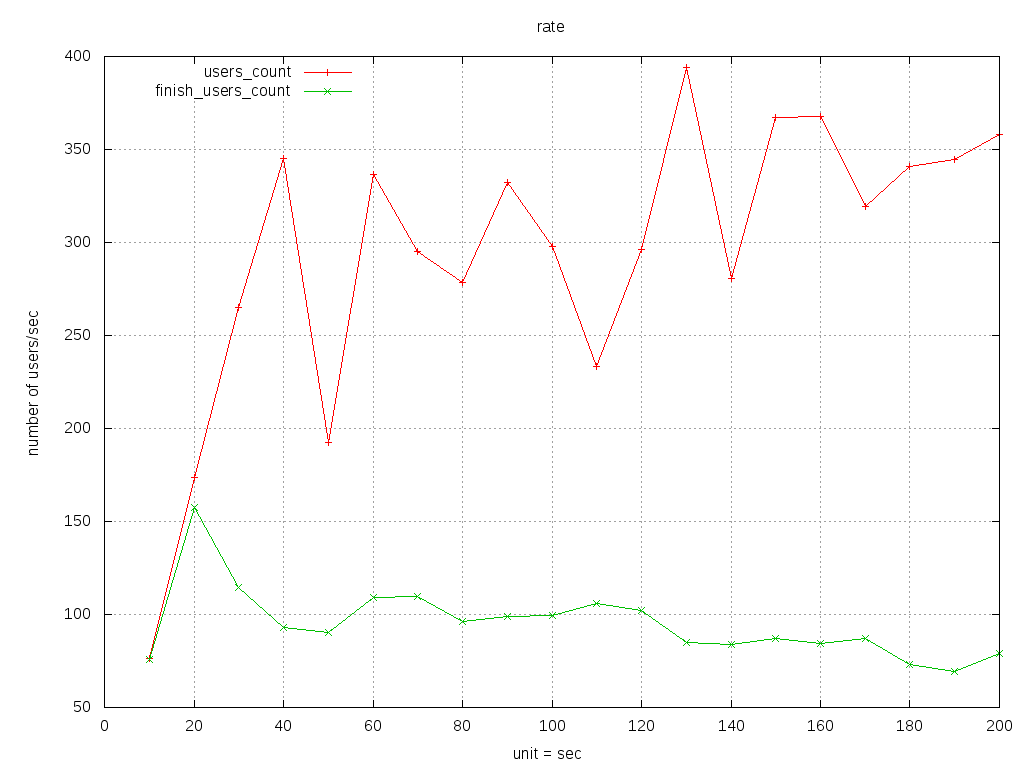 rate
400
350
300
250
200
150
100
50
users_count
finish_users_count
number of users/sec
0 20 40 60 80 100 120 140 160 180 200
unit = sec